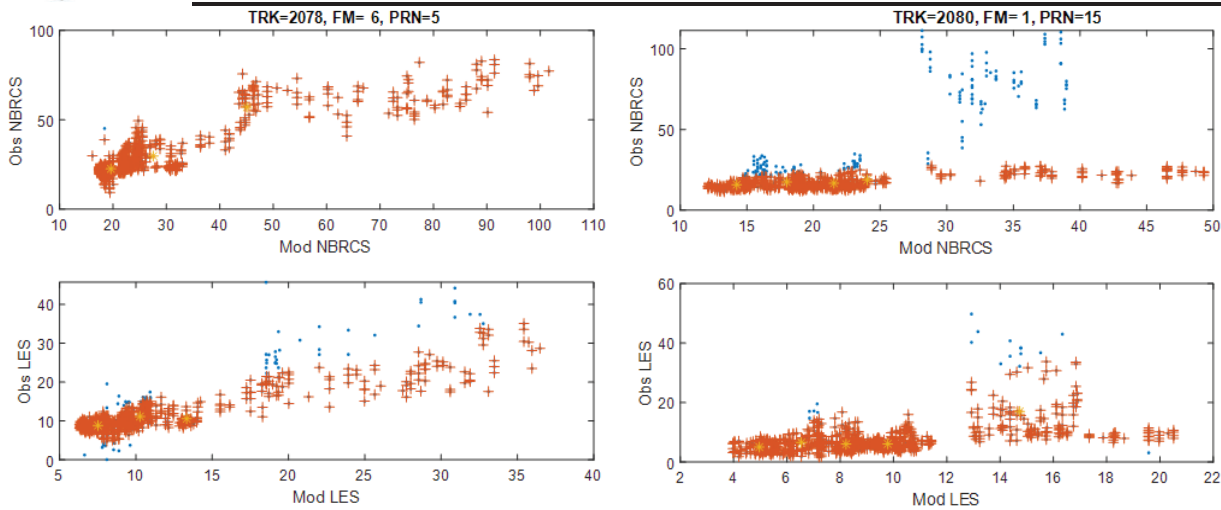 TRK=2078, FM= 6, PRN=5
100
50
0
Obs NBRCS
10 20 30 40 50 60 70 80 90 100 110
Mod NBRCS
TRK=2080, FM= 1, PRN=15
100
50
0
Obs NBRCS
10 15 20 25 30 35 40 45 50
Mod NBRCS
40
30
20
10
0
Obs LES
5 10 15 20 25 30 35 40
Mod LES
60
40
20
0
Obs LES
2 4 6 8 10 12 14 16 18 20 22
Mod LES